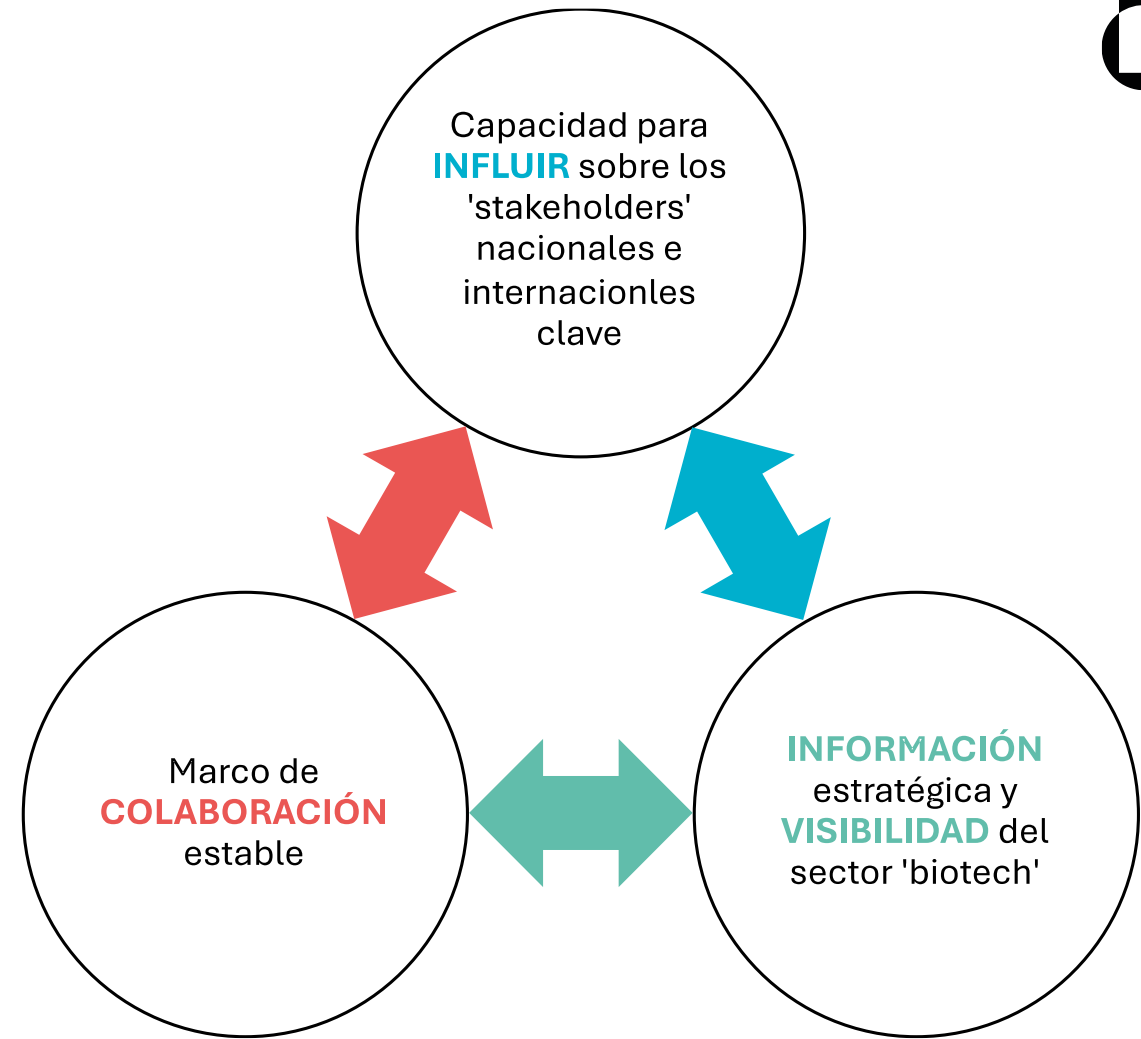 Capacidad para
INFLUIR sobre los
'stakeholders'
nacionales e
internacionles
clave
Marco de
COLABORACIÓN
estable
INFORMACIÓN
estratégica y
VISIBILIDAD del
sector 'biotech'